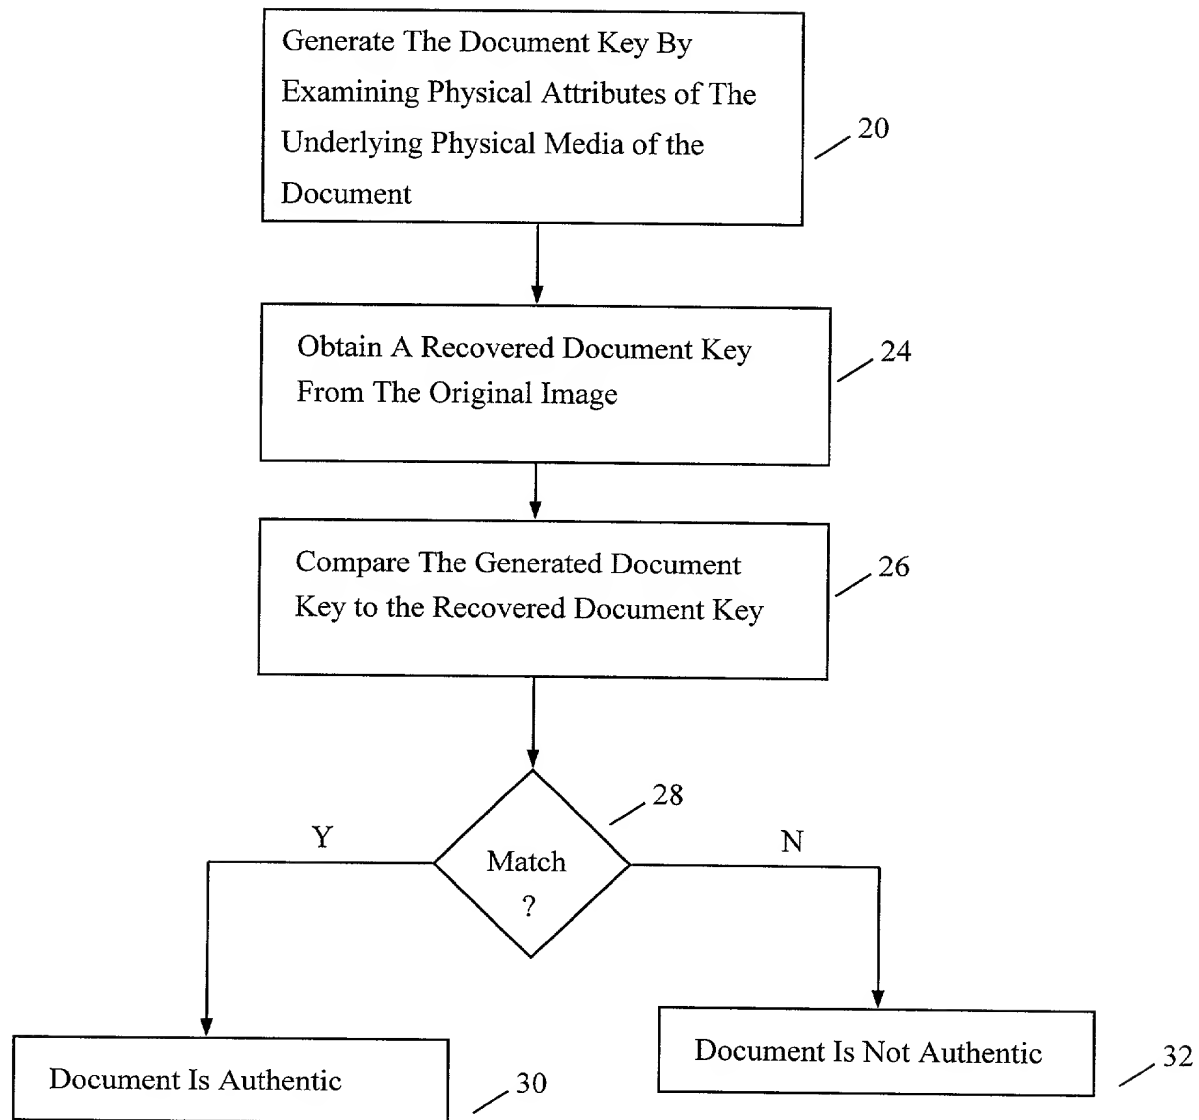 Generate The Document Key By
Examining Physical Attributes of The
Underlying Physical Media of the
Document
20
Obtain A Recovered Document Key
From The Original Image
24
Compare The Generated Document
Key to the Recovered Document Key
26
28
Y
N
Match
?
Document Is Not Authentic
32
Document Is Authentic
30